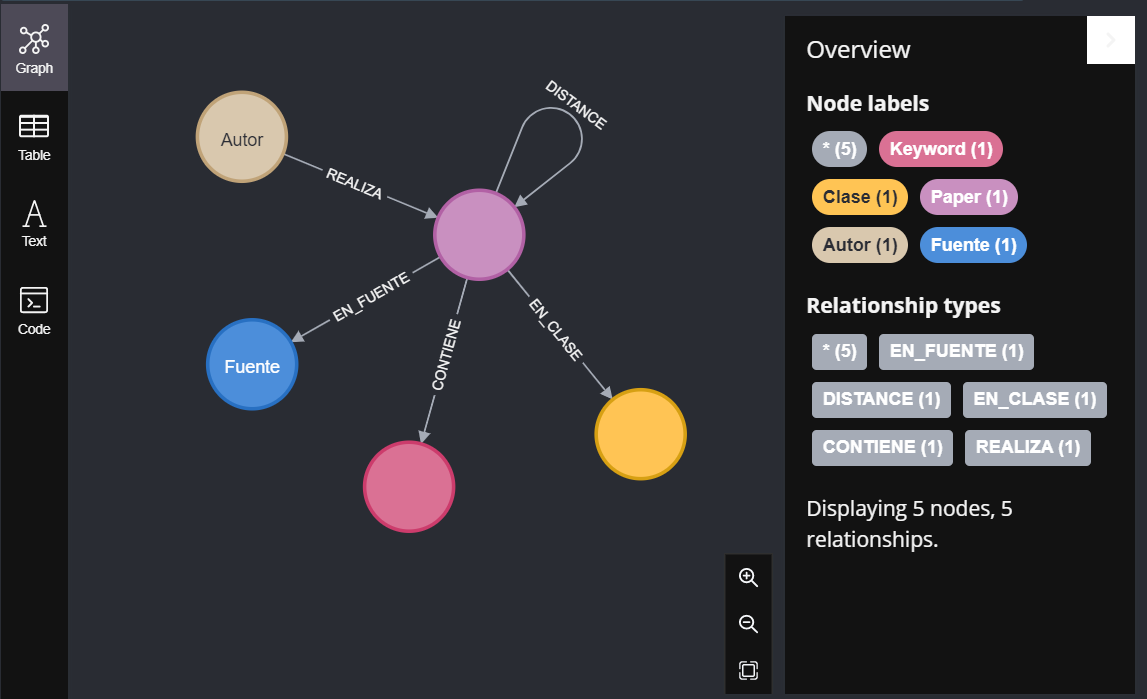 Graph
Table
Text
Code
Autor
REALIZA
DISTANCE
EN_FUENTE
CONTIENE
EN_CLASE
Fuente
Overview
Node labels
* (5) Keyword (1)
Clase (1) Paper (1)
Autor (1) Fuente (1)
Relationship types
* (5) EN_FUENTE (1)
DISTANCE (1) EN_CLASE (1)
CONTIENE (1) REALIZA (1)
Displaying 5 nodes, 5
relationships.